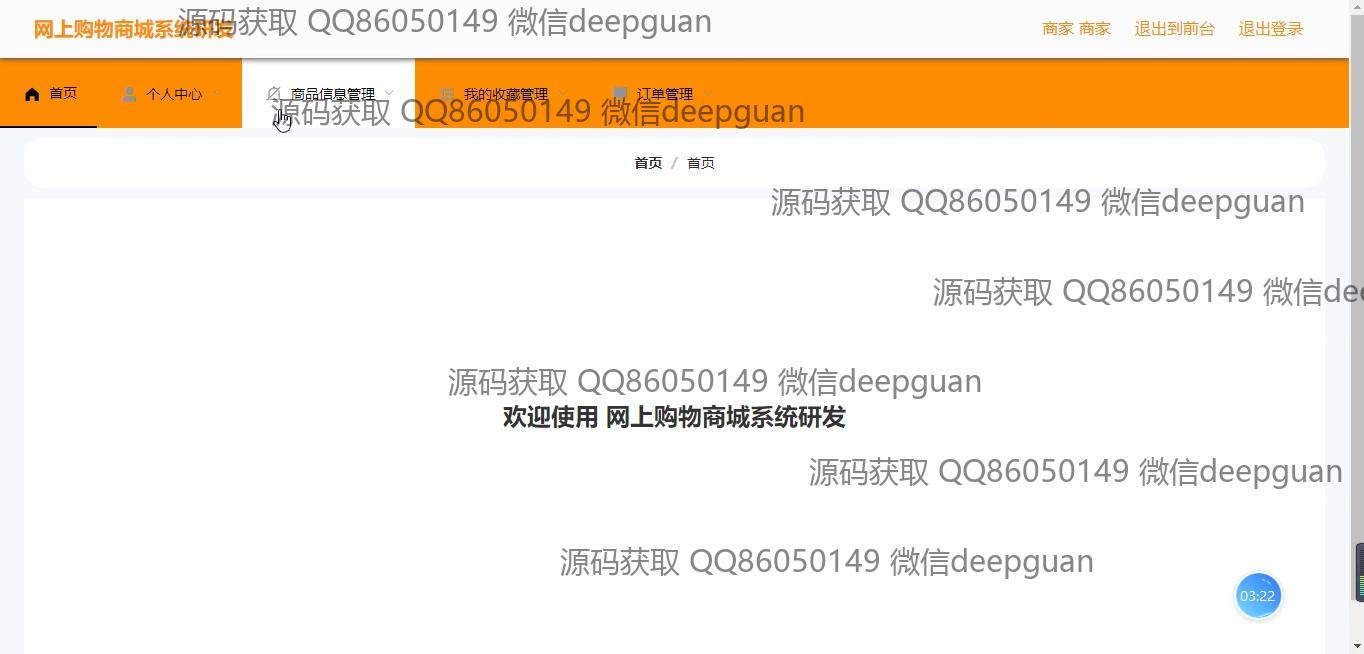 网上购物商城系统研发
源码获取 QQ86050149 微信deepguan
商家 商家
退出到前台
退出登录
首页
个人中心
商品信息管理
我的收藏管理
订单管理
源码获取 QQ86050149 微信deepguan
首页 / 首页
源码获取 QQ86050149 微信deepguan
源码获取 QQ86050149 微信dee
源码获取 QQ86050149 微信deepguan
欢迎使用 网上购物商城系统研发
源码获取 QQ86050149 微信deepguan
源码获取 QQ86050149 微信deepguan
03:22